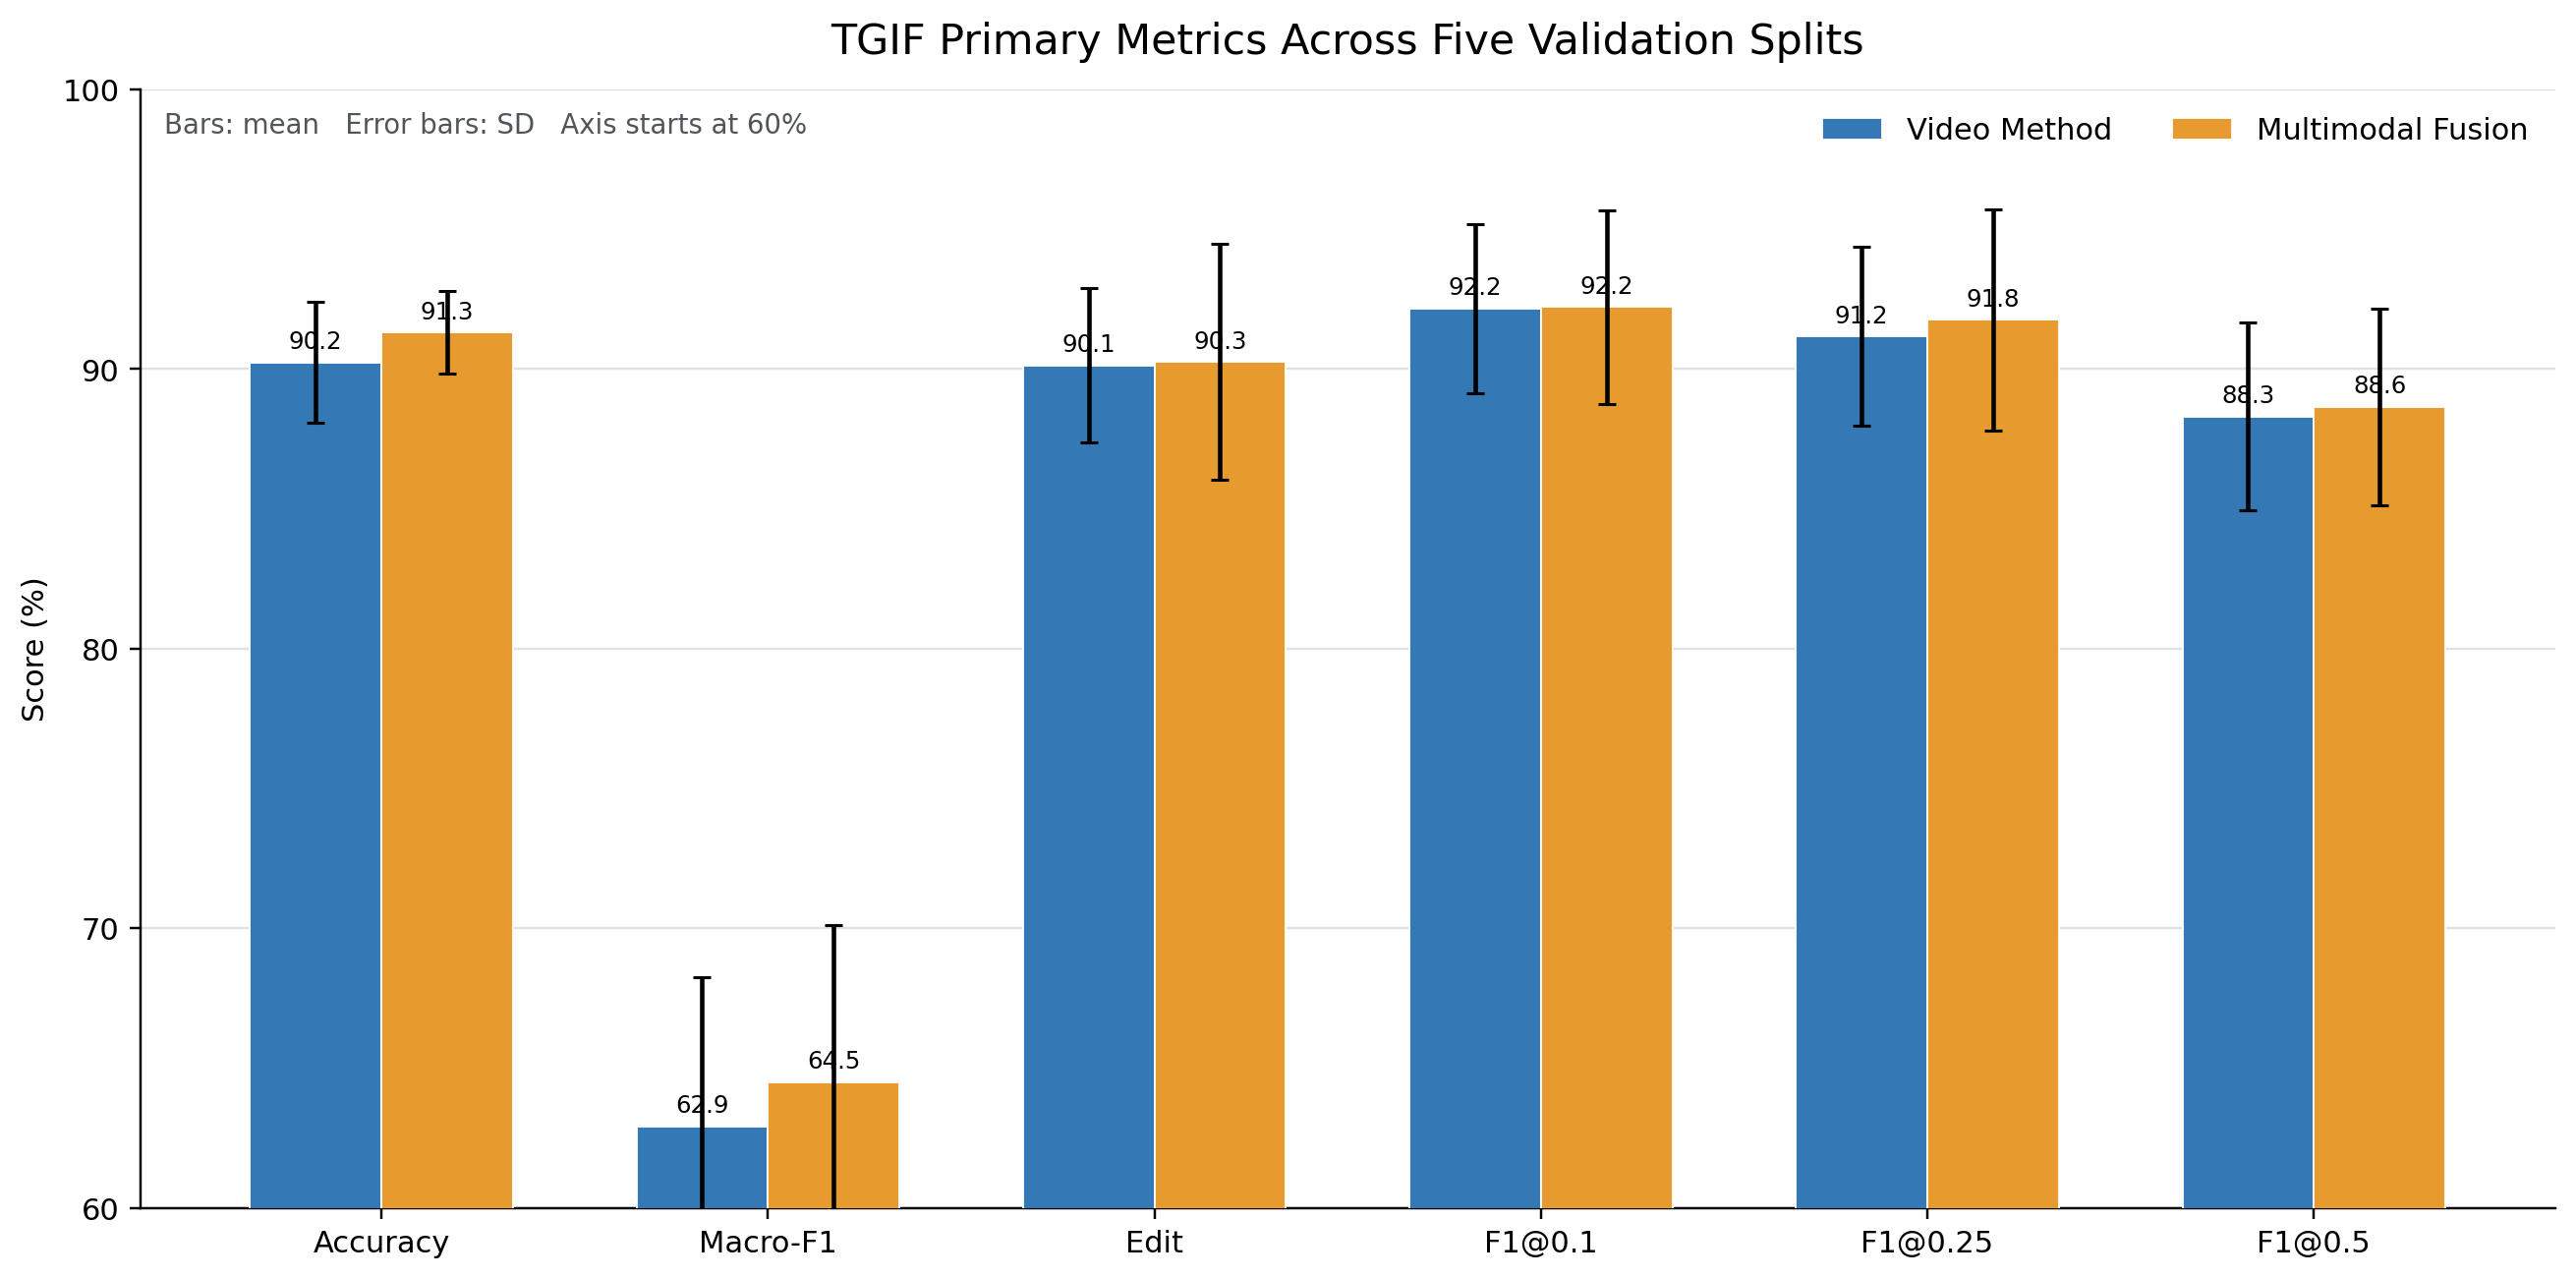 TGIF Primary Metrics Across Five Validation Splits
Bars: mean   Error bars: SD   Axis starts at 60%
Video Method
Multimodal Fusion
Score (%)
100
90
80
70
60
90.2
91.3
62.9
64.5
90.1
90.3
92.2
92.2
91.2
91.8
88.3
88.6
Accuracy
Macro-F1
Edit
F1@0.1
F1@0.25
F1@0.5